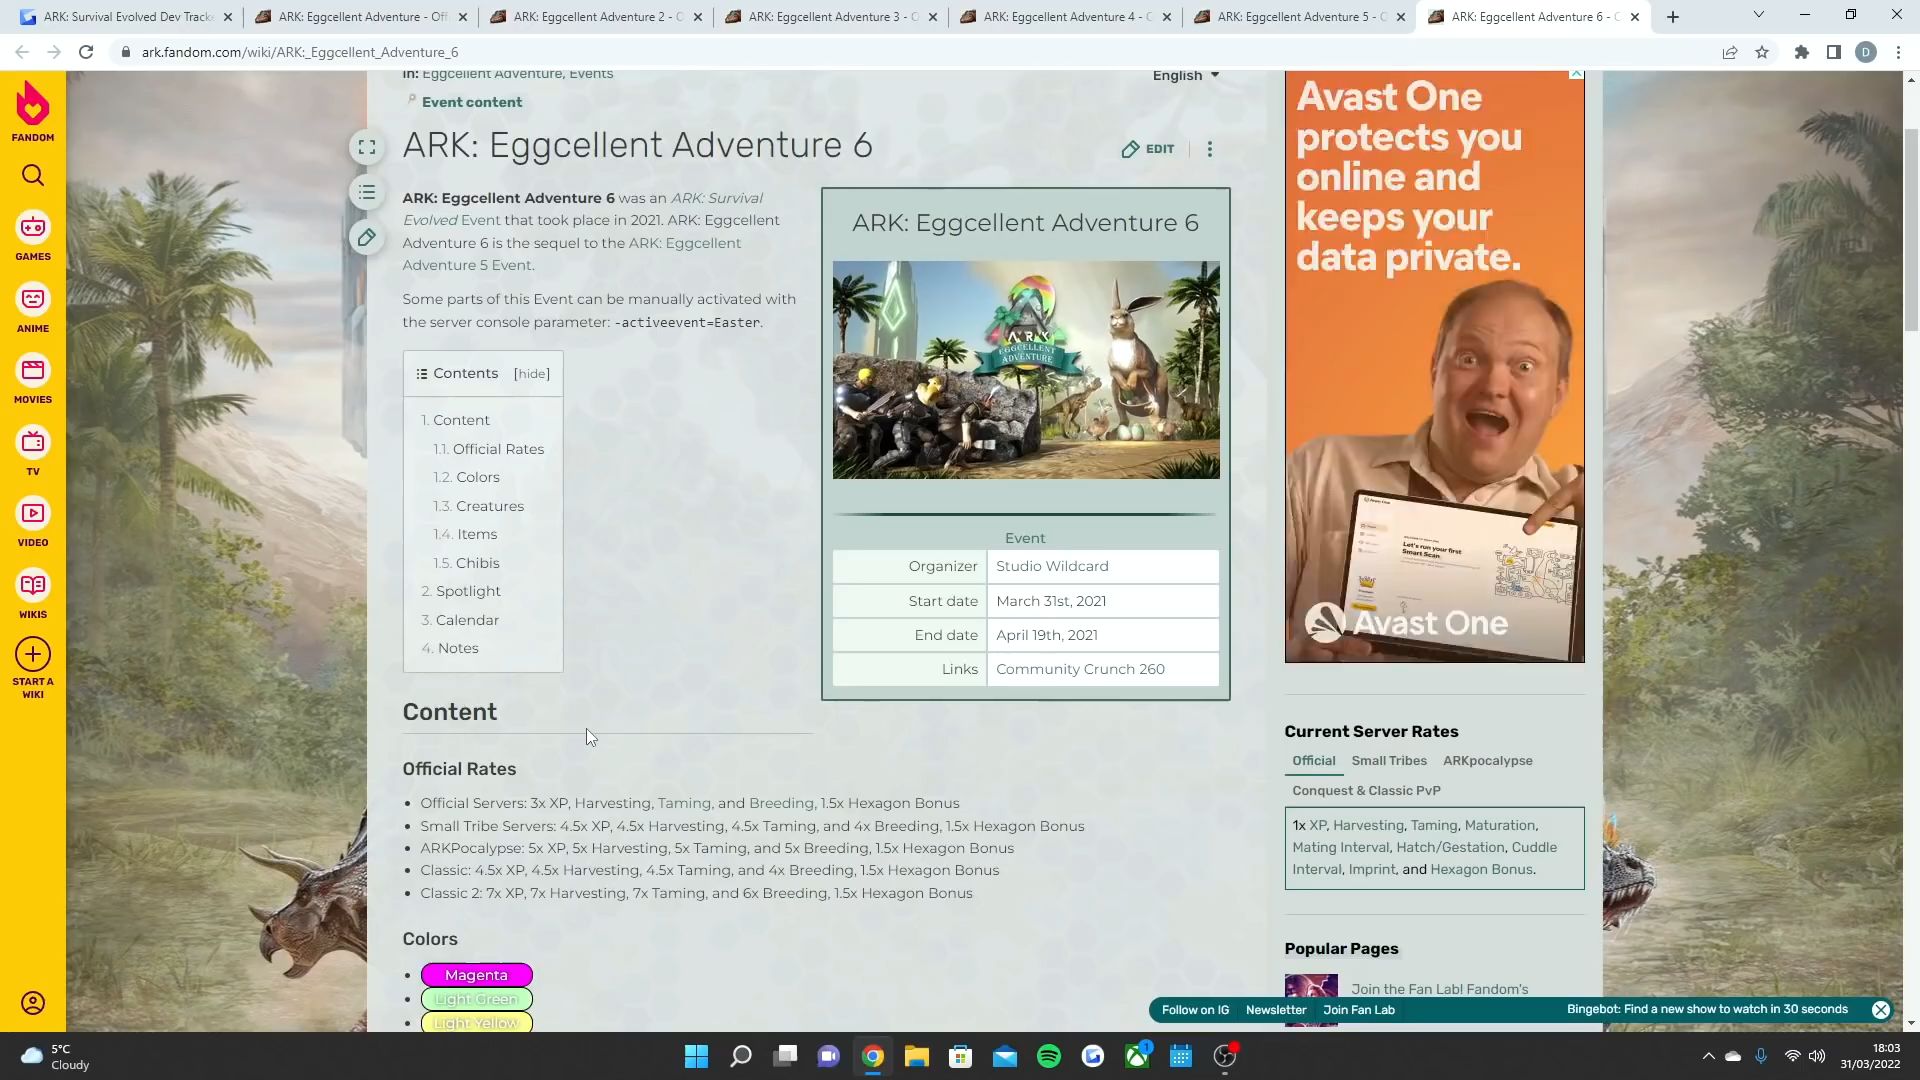 ARK: Survival Evolved Dev Track
ARK: Eggcellent Adventure - Off
ARK: Eggcellent Adventure 2 - O
ARK: Eggcellent Adventure 3 - O
ARK: Eggcellent Adventure 4 - O
ARK: Eggcellent Adventure 5 - O
ARK: Eggcellent Adventure 6 - O
ark.fandom.com/wiki/ARK:_Eggcellent_Adventure_6
D
FANDOM
GAMES
ANIME
MOVIES
TV
VIDEO
WIKIS
START A
WIKI
in: Eggcellent Adventure, Events
English
Event content
ARK: Eggcellent Adventure 6
EDIT
ARK: Eggcellent Adventure 6 was an ARK: Survival
Evolved Event that took place in 2021. ARK: Eggcellent
Adventure 6 is the sequel to the ARK: Eggcellent
Adventure 5 Event.
Some parts of this Event can be manually activated with
the server console parameter: -activeevent=Easter.
Contents [hide]
1. Content
1.1. Official Rates
1.2. Colors
1.3. Creatures
1.4. Items
1.5. Chibis
2. Spotlight
3. Calendar
4. Notes
ARK: Eggcellent Adventure 6
ARK
EGGCELLENT
ADVENTURE
Event
Organizer Studio Wildcard
Start date March 31st, 2021
End date April 19th, 2021
Links Community Crunch 260
Content
Official Rates
• Official Servers: 3x XP, Harvesting, Taming, and Breeding, 1.5x Hexagon Bonus
• Small Tribe Servers: 4.5x XP, 4.5x Harvesting, 4.5x Taming, and 4x Breeding, 1.5x Hexagon Bonus
• ARKPocalypse: 5x XP, 5x Harvesting, 5x Taming, and 5x Breeding, 1.5x Hexagon Bonus
• Classic: 4.5x XP, 4.5x Harvesting, 4.5x Taming, and 4x Breeding, 1.5x Hexagon Bonus
• Classic 2: 7x XP, 7x Harvesting, 7x Taming, and 6x Breeding, 1.5x Hexagon Bonus
Colors
• Magenta
• Light Green
• Light Yellow
Avast One
protects you
online and
keeps your
data private.
Let's run your first
Smart Scan
Avast One
Current Server Rates
Official Small Tribes ARKpocalypse
Conquest & Classic PvP
1x XP, Harvesting, Taming, Maturation,
Mating Interval, Hatch/Gestation, Cuddle
Interval, Imprint, and Hexagon Bonus.
Popular Pages
Join the Fan Lab! Fandom's
Follow on IG Newsletter Join Fan Lab Bingebot: Find a new show to watch in 30 seconds
5°C
Cloudy
1
18:03
31/03/2022